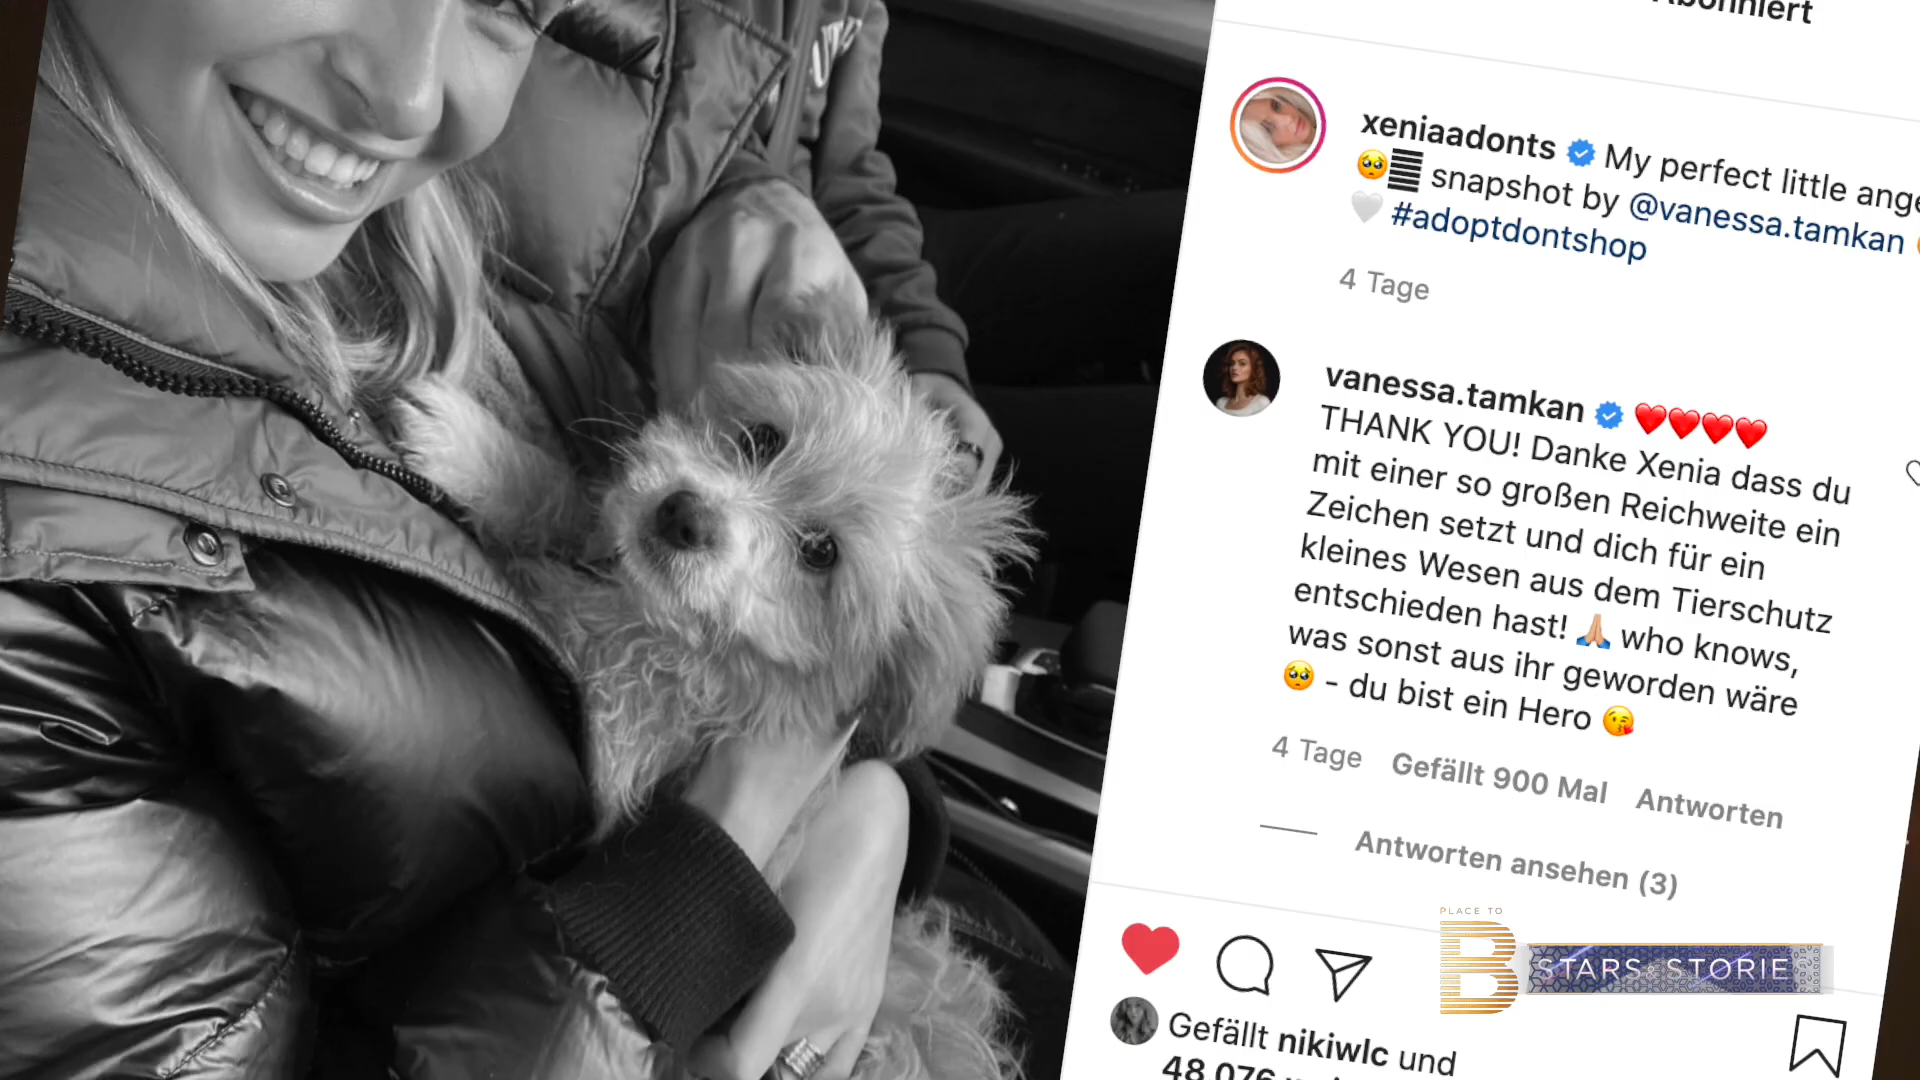 Abonniert
xeniaadonts My perfect little ange
🥺 snapshot by @vanessa.tamkan
🤍 #adoptdontshop
4 Tage
vanessa.tamkan ❤️❤️❤️❤️
THANK YOU! Danke Xenia dass du
mit einer so großen Reichweite ein
Zeichen setzt und dich für ein
kleines Wesen aus dem Tierschutz
entschieden hast! 🙏🏼 who knows,
was sonst aus ihr geworden wäre
🥺 - du bist ein Hero 😘
4 Tage Gefällt 900 Mal Antworten
Antworten ansehen (3)
PLACE TO
B STARS & STORIE
Gefällt nikiwlc und
48.076